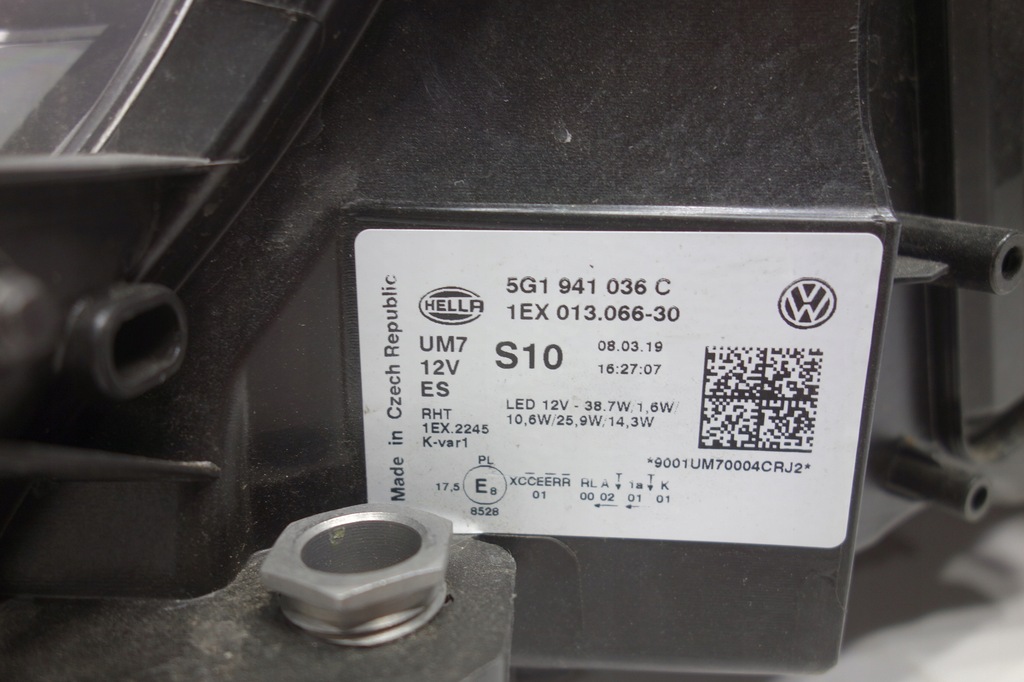 Made in Czech Republic
HELLA
5G1 941 036 C
1EX 013.066-30
UM7
12V
ES
S10
08.03.19
16:27:07
RHT
1EX.2245
K-var1
LED 12V - 38.7W/1,6W/
10,6W/25,9W/14,3W
*9001UM70004CRJ2*
PL
17,5 E8 XCCEERR RL A 1a K
01 00 02 01 01
8528